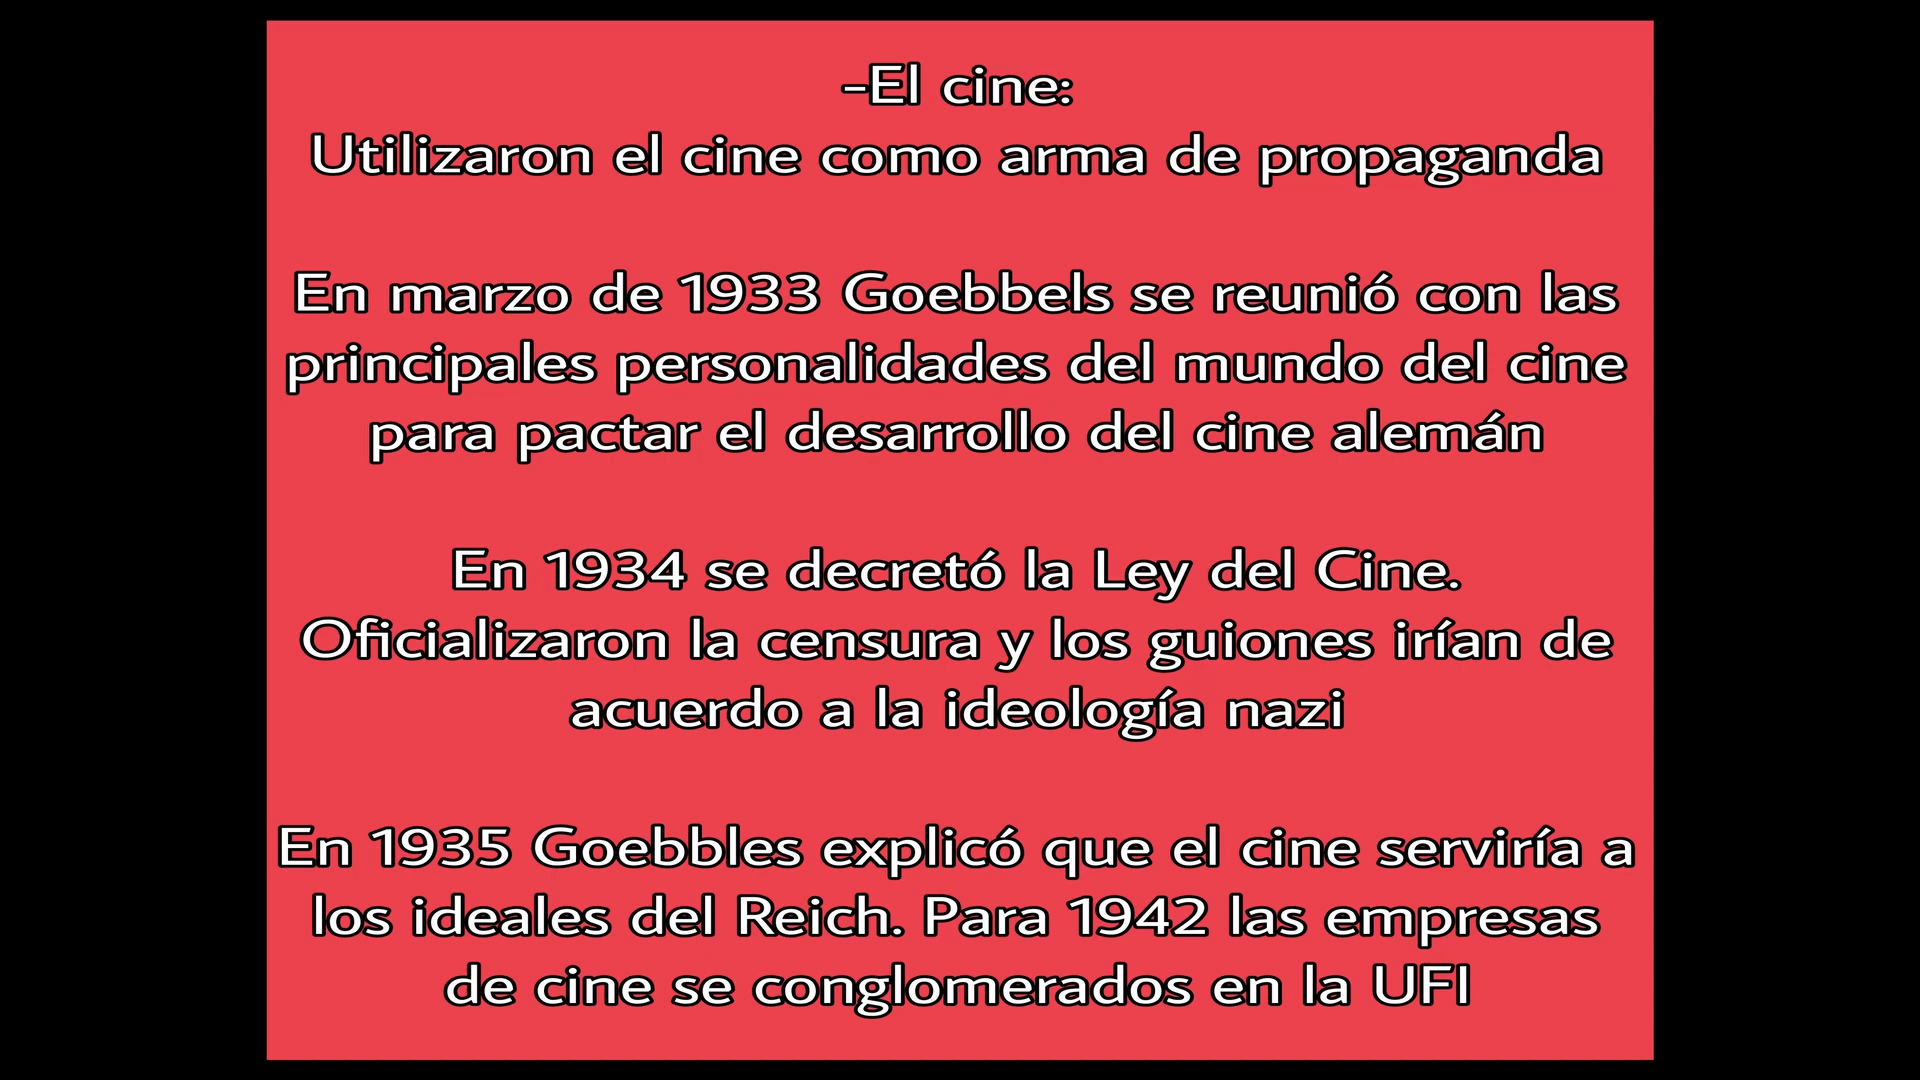 -El cine:
Utilizaron el cine como arma de propaganda
En marzo de 1933 Goebbels se reunió con las
principales personalidades del mundo del cine
para pactar el desarrollo del cine alemán
En 1934 se decretó la Ley del Cine.
Oficializaron la censura y los guiones irían de
acuerdo a la ideología nazi
En 1935 Goebbles explicó que el cine serviría a
los ideales del Reich. Para 1942 las empresas
de cine se conglomerados en la UFI